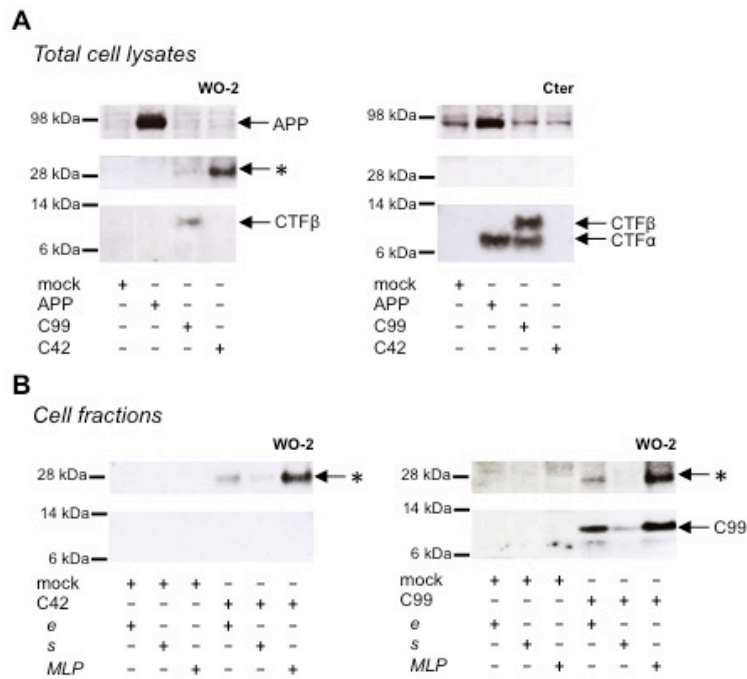 A
Total cell lysates
WO-2
98 kDa
APP
28 kDa
*
14 kDa
CTFβ
6 kDa
mock + - - -
APP - + - -
C99 - - + -
C42 - - - +
Cter
98 kDa
28 kDa
14 kDa
CTFβ
CTFα
6 kDa
mock + - - -
APP - + - -
C99 - - + -
C42 - - - +
B
Cell fractions
WO-2
28 kDa
*
14 kDa
6 kDa
mock + + + - - -
C42 - - - + + +
e + - - + - -
s - + - - + -
MLP - - + - - +
WO-2
28 kDa
*
14 kDa
C99
6 kDa
mock + + + - - -
C99 - - - + + +
e + - - + - -
s - + - - + -
MLP - - + - - +